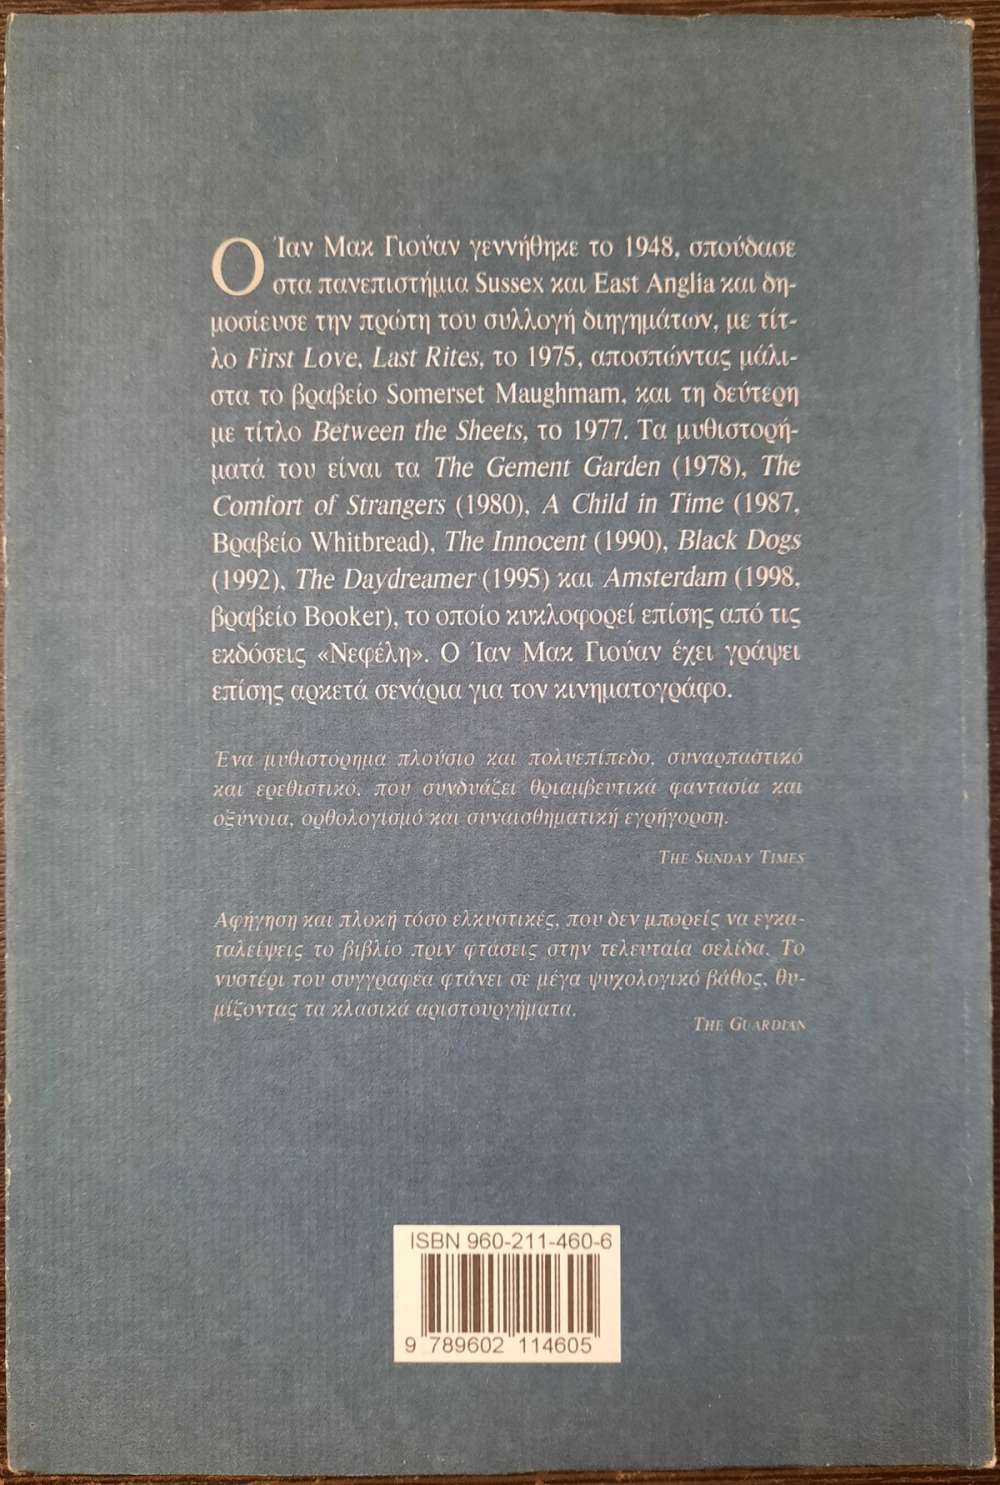 Ο Ίαν Μακ Γιούαν γεννήθηκε το 1948, σπούδασε
στα πανεπιστήμια Sussex και East Anglia και δη-
μοσίευσε την πρώτη του συλλογή διηγημάτων, με τίτ-
λο First Love, Last Rites, το 1975, αποσπώντας μάλι-
στα το βραβείο Somerset Maughmam, και τη δεύτερη
με τίτλο Between the Sheets, το 1977. Τα μυθιστορή-
ματά του είναι τα The Gement Garden (1978), The
Comfort of Strangers (1980), A Child in Time (1987,
Βραβείο Whitbread), The Innocent (1990), Black Dogs
(1992), The Daydreamer (1995) και Amsterdam (1998,
βραβείο Booker), το οποίο κυκλοφορεί επίσης από τις
εκδόσεις «Νεφέλη». Ο Ίαν Μακ Γιούαν έχει γράψει
επίσης αρκετά σενάρια για τον κινηματογράφο.
Ένα μυθιστόρημα πλούσιο και πολυεπίπεδο, συναρπαστικό
και ερεθιστικό, που συνδυάζει θριαμβευτικά φαντασία και
οξύνοια, ορθολογισμό και συναισθηματική εγρήγορση.
THE SUNDAY TIMES
Αφήγηση και πλοκή τόσο ελκυστικές, που δεν μπορείς να εγκα-
ταλείψεις το βιβλίο πριν φτάσεις στην τελευταία σελίδα. Το
νυστέρι του συγγραφέα φτάνει σε μέγα ψυχολογικό βάθος, θυ-
μίζοντας τα κλασικά αριστουργήματα.
THE GUARDIAN
ISBN 960-211-460-6
9 789602 114605